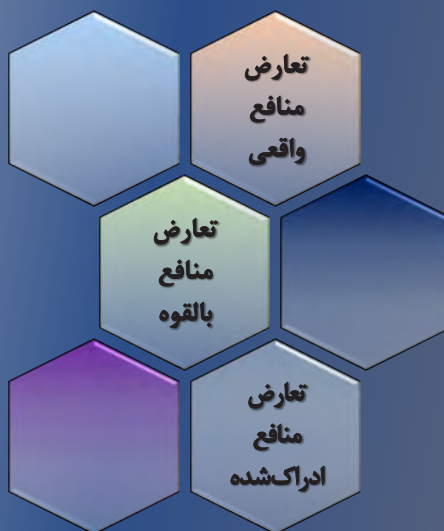 تعارض
منافع
واقعی
تعارض
منافع
بالقوه
تعارض
منافع
ادراک‌شده